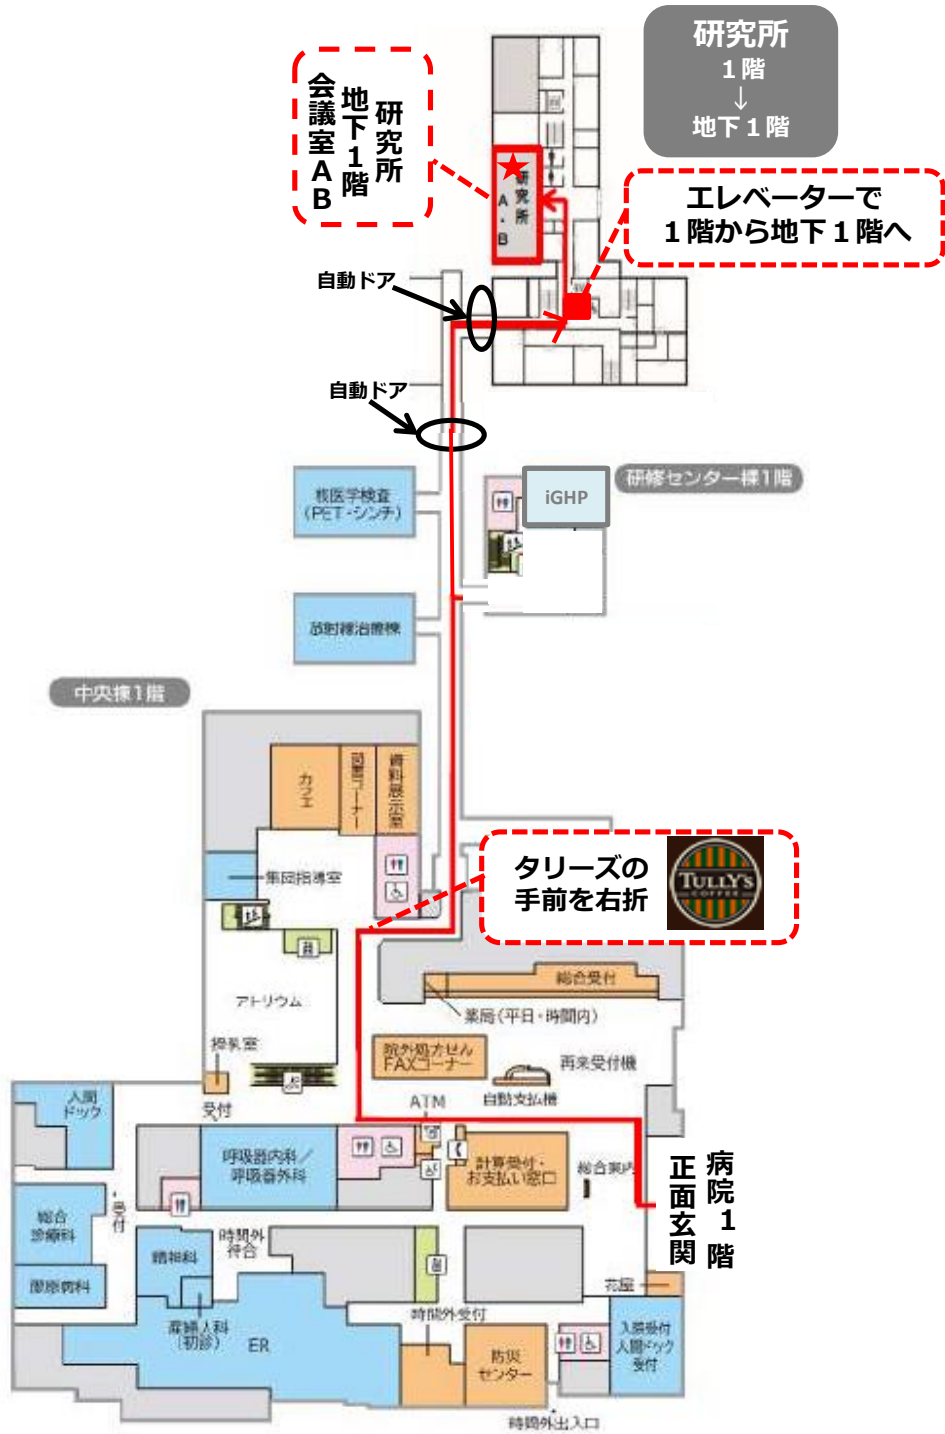 研究所
1階
↓
地下1階
研究所
地下1階
会議室AB
研究所
A・B
エレベーターで
1階から地下1階へ
自動ドア
自動ドア
核医学検査
(PET・シンチ)
iGHP
研修センター棟1階
放射線治療棟
中央棟1階
カフェ
図書コーナー
資料展示室
集団指導室
タリーズの
手前を右折
TULLY'S
COFFEE
アトリウム
総合受付
薬局(平日・時間内)
授乳室
院外処方せん
FAXコーナー
再来受付機
自動支払機
人間
ドック
受付
ATM
呼吸器内科／
呼吸器外科
計算受付・
お支払い窓口
総合案内
病院1階
正面玄関
総合
診療科
受付
時間外
待合
精神科
膠原病科
花屋
産婦人科
(初診)
ER
時間外受付
防災
センター
入院受付
人間ドック
受付
時間外出入口